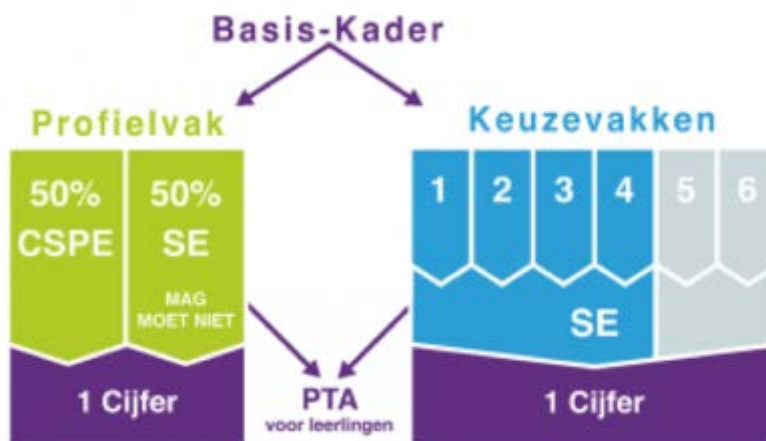 Basis-Kader
Profielvak
50%
CSPE
50%
SE
MAG
MOET NIET
1 Cijfer
PTA
voor leerlingen
Keuzevakken
1 2 3 4 5 6
SE
1 Cijfer